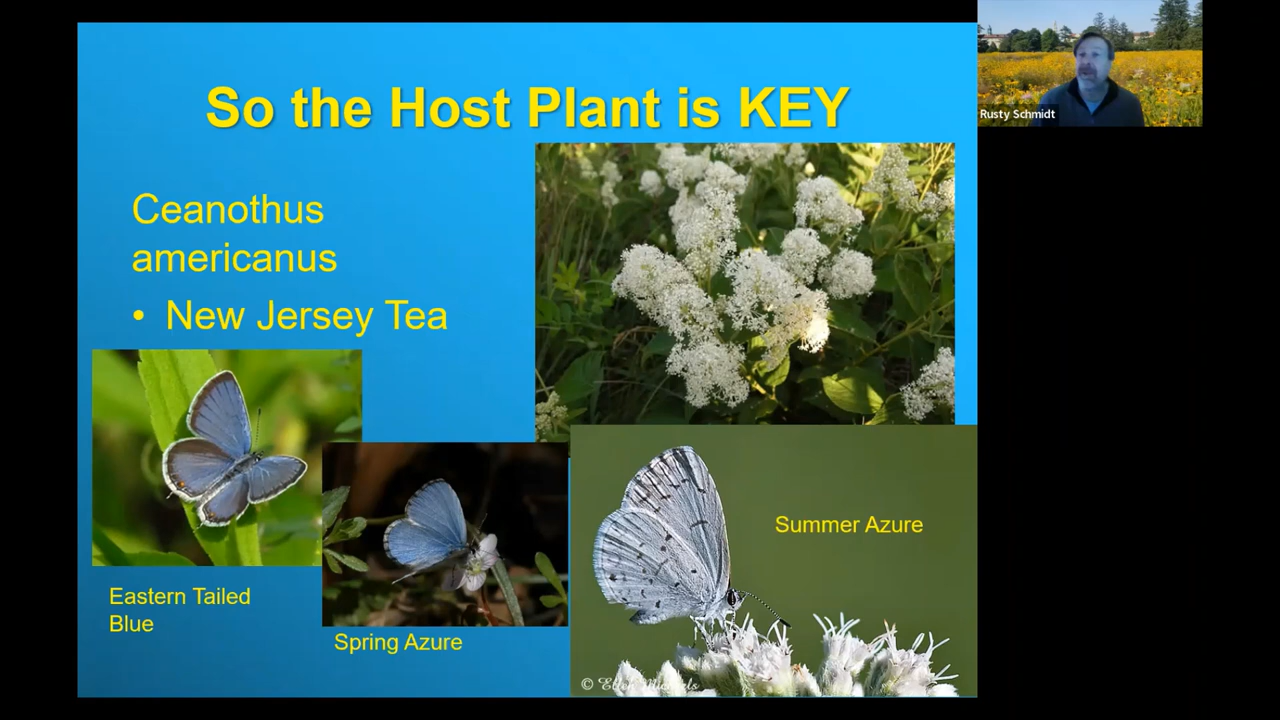 So the Host Plant is KEY
Rusty Schmidt
Ceanothus
americanus
• New Jersey Tea
Summer Azure
Eastern Tailed
Blue
Spring Azure
©